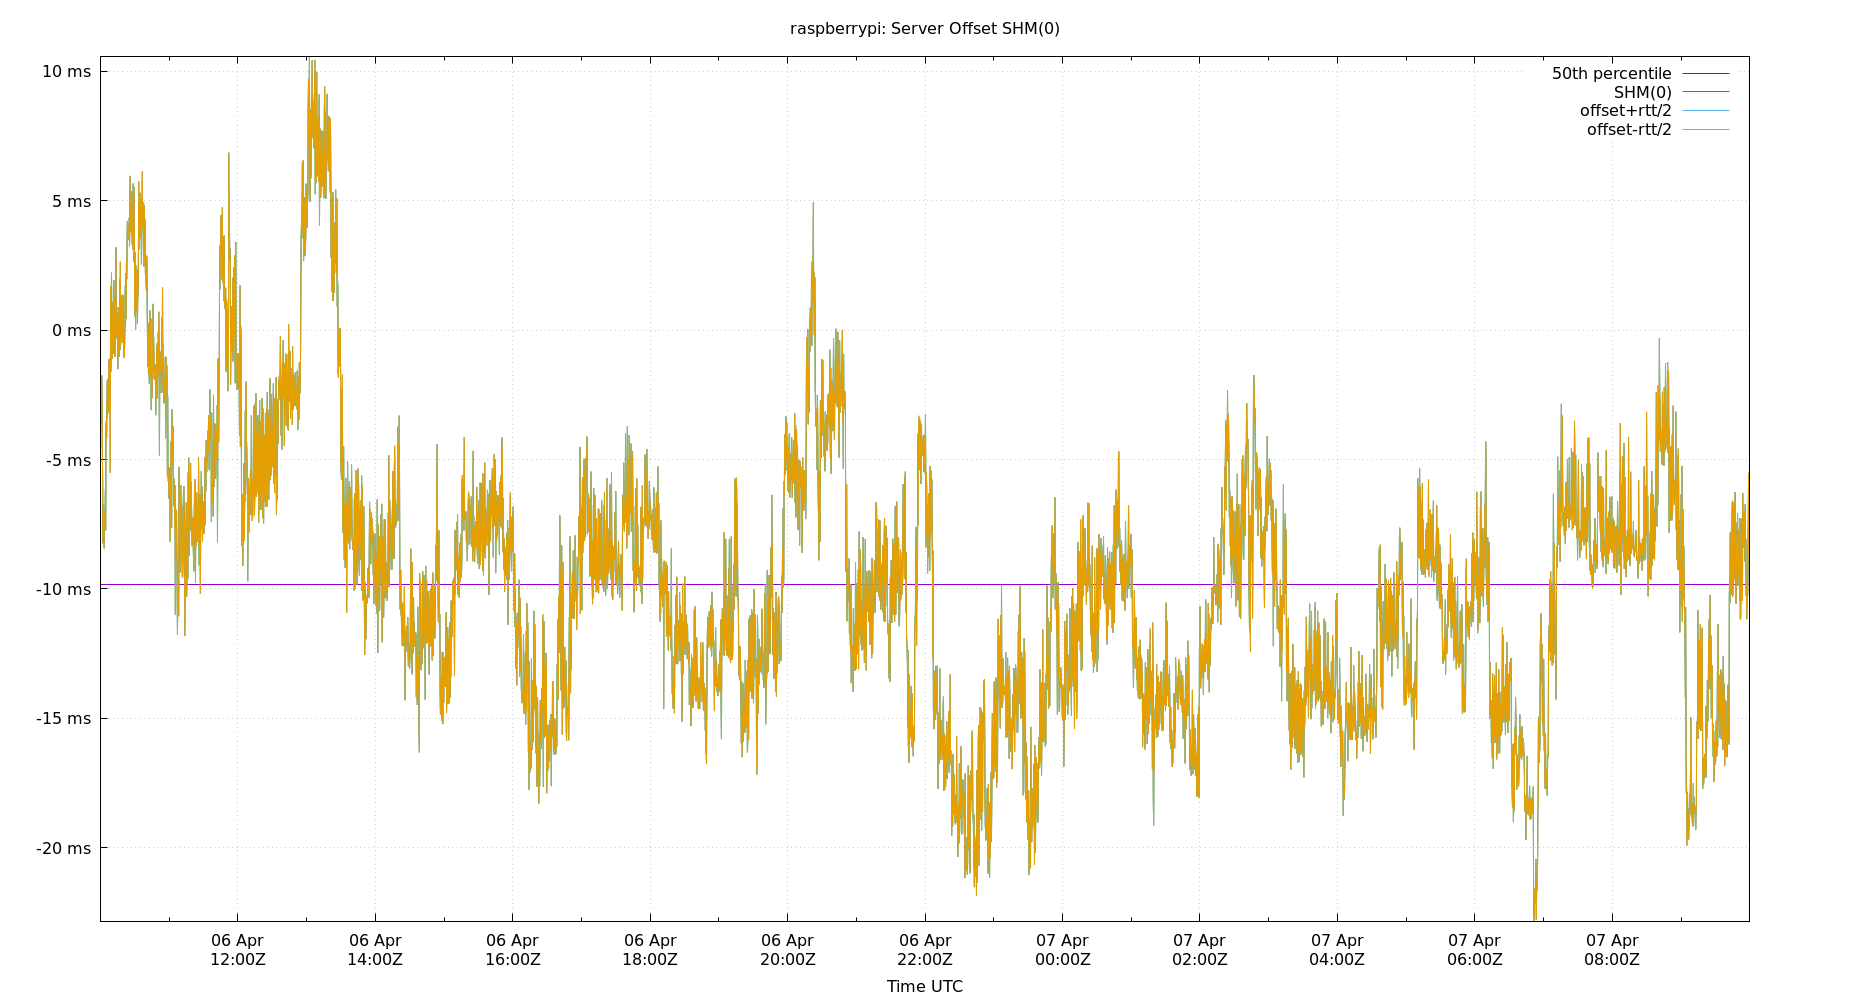 raspberrypi: Server Offset SHM(0)
10 ms
5 ms
0 ms
-5 ms
-10 ms
-15 ms
-20 ms
50th percentile
SHM(0)
offset+rtt/2
offset-rtt/2
06 Apr 06 Apr 06 Apr 06 Apr 06 Apr 06 Apr 07 Apr 07 Apr 07 Apr 07 Apr 07 Apr
12:00Z 14:00Z 16:00Z 18:00Z 20:00Z 22:00Z 00:00Z 02:00Z 04:00Z 06:00Z 08:00Z
Time UTC